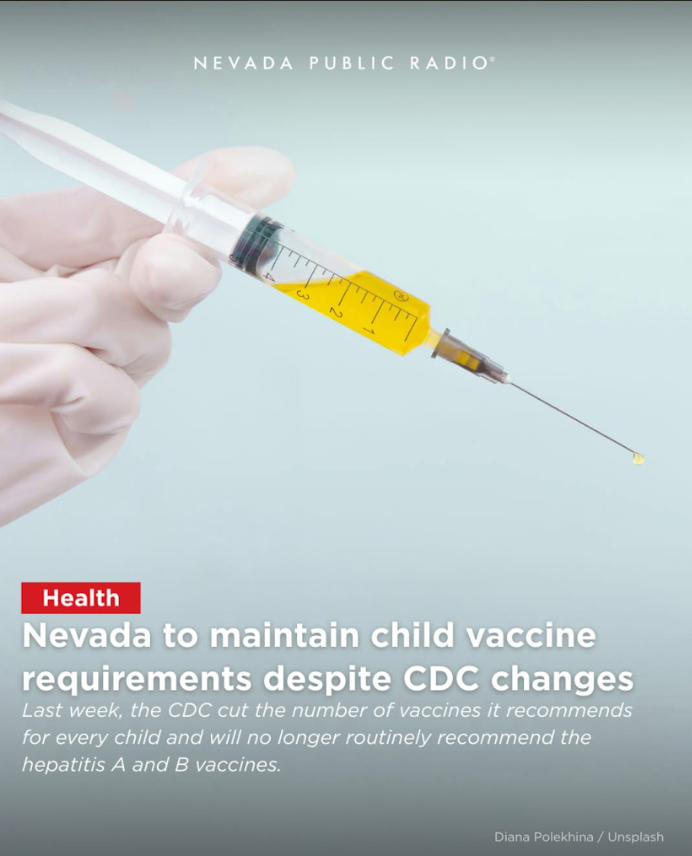 NEVADA PUBLIC RADIO®
4
3
2
1
Health
Nevada to maintain child vaccine
requirements despite CDC changes
Last week, the CDC cut the number of vaccines it recommends
for every child and will no longer routinely recommend the
hepatitis A and B vaccines.
Diana Polekhina / Unsplash